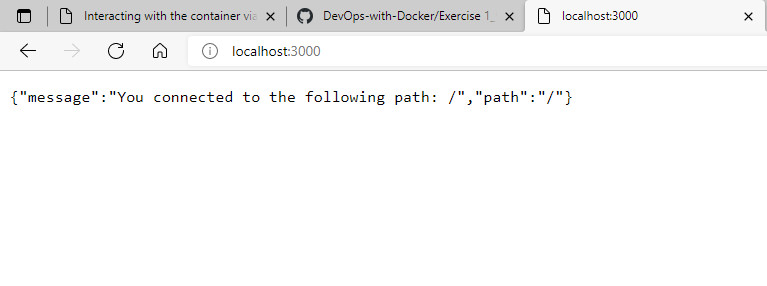 Interacting with the container via
DevOps-with-Docker/Exercise 1_
localhost:3000
localhost:3000
{"message":"You connected to the following path: /","path":"/"}